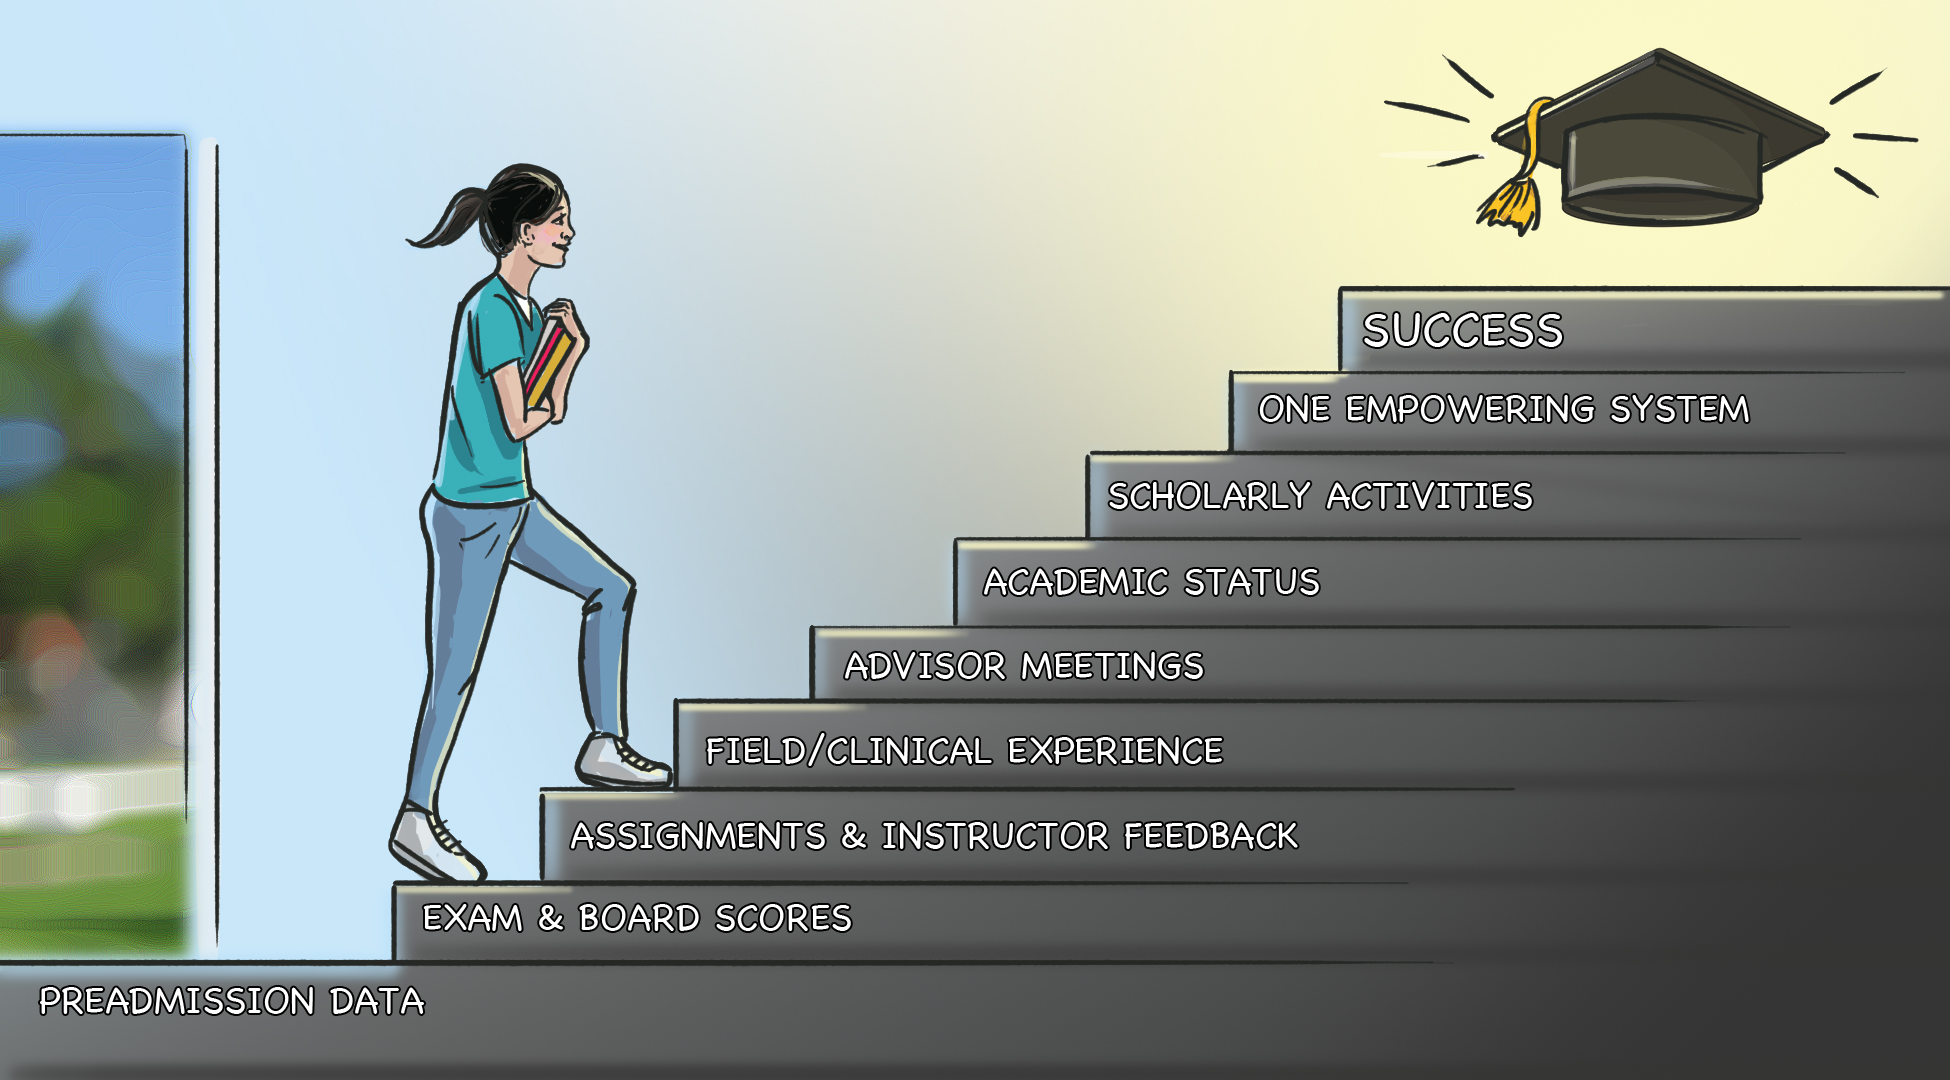 SUCCESS
ONE EMPOWERING SYSTEM
SCHOLARLY ACTIVITIES
ACADEMIC STATUS
ADVISOR MEETINGS
FIELD/CLINICAL EXPERIENCE
ASSIGNMENTS & INSTRUCTOR FEEDBACK
EXAM & BOARD SCORES
PREADMISSION DATA